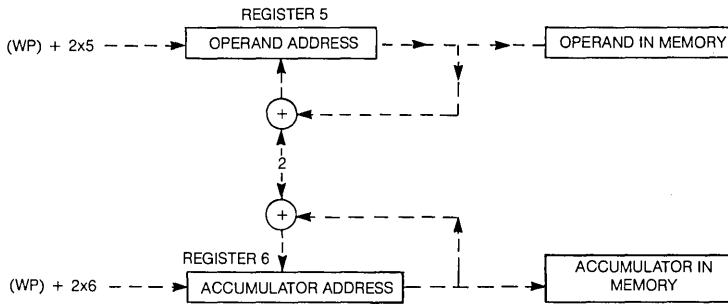 REGISTER 5
(WP) + 2x5
OPERAND ADDRESS
OPERAND IN MEMORY
+
2
+
REGISTER 6
(WP) + 2x6
ACCUMULATOR ADDRESS
ACCUMULATOR IN
MEMORY